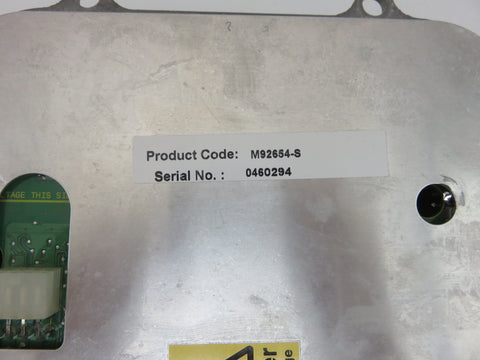 Product Code: M92654-S
Serial No. : 0460294
TAGE THIS SI